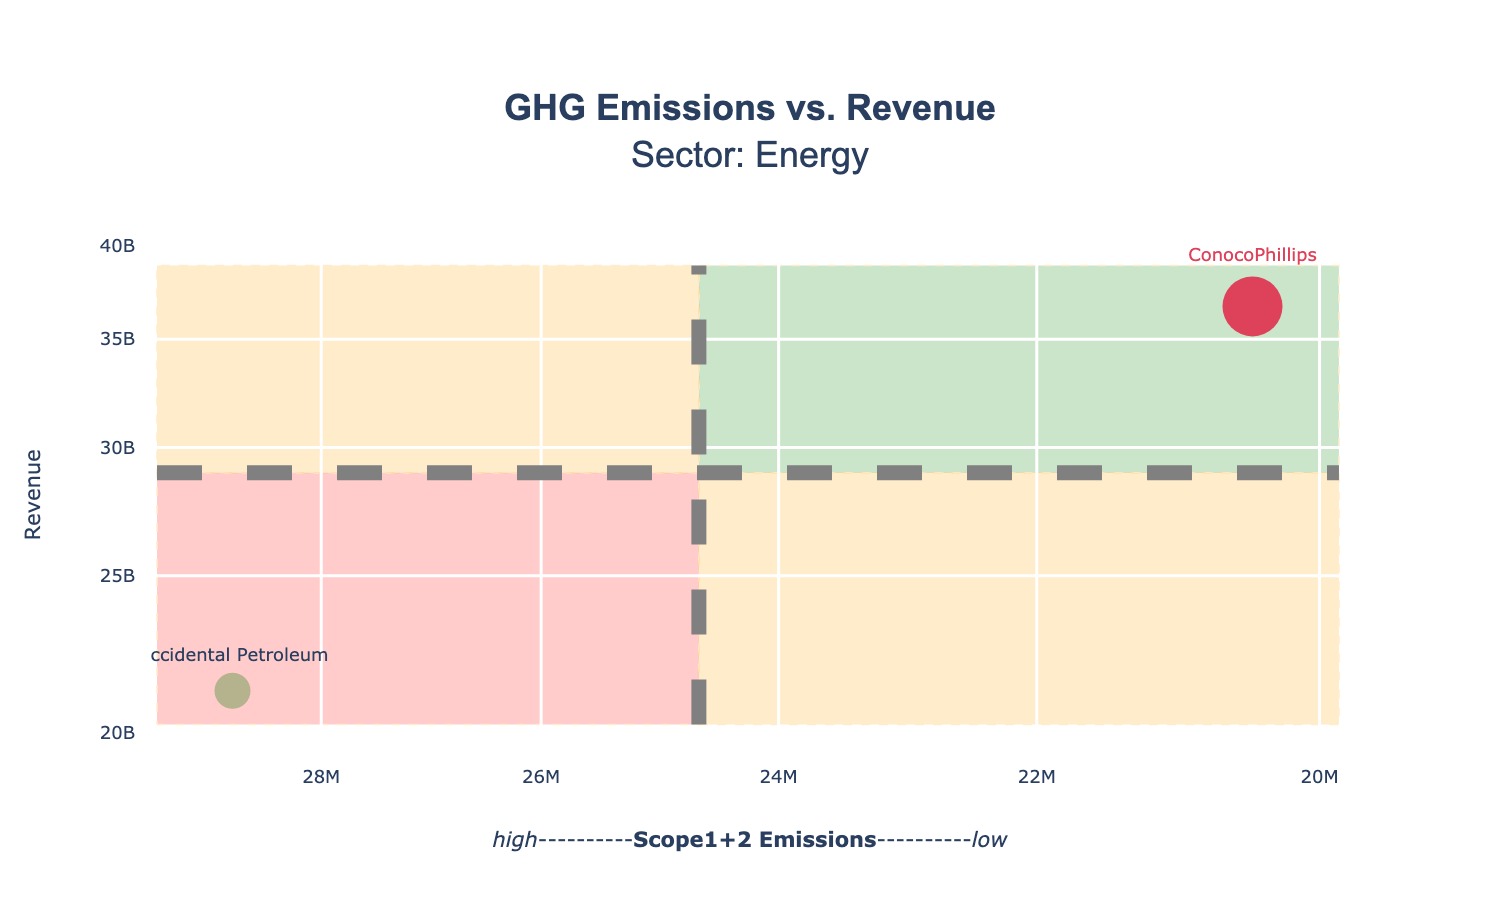 GHG Emissions vs. Revenue
Sector: Energy
40B
ConocoPhillips
35B
30B
Revenue
25B
ccidental Petroleum
20B
28M 26M 24M 22M 20M
high----------Scope1+2 Emissions----------low